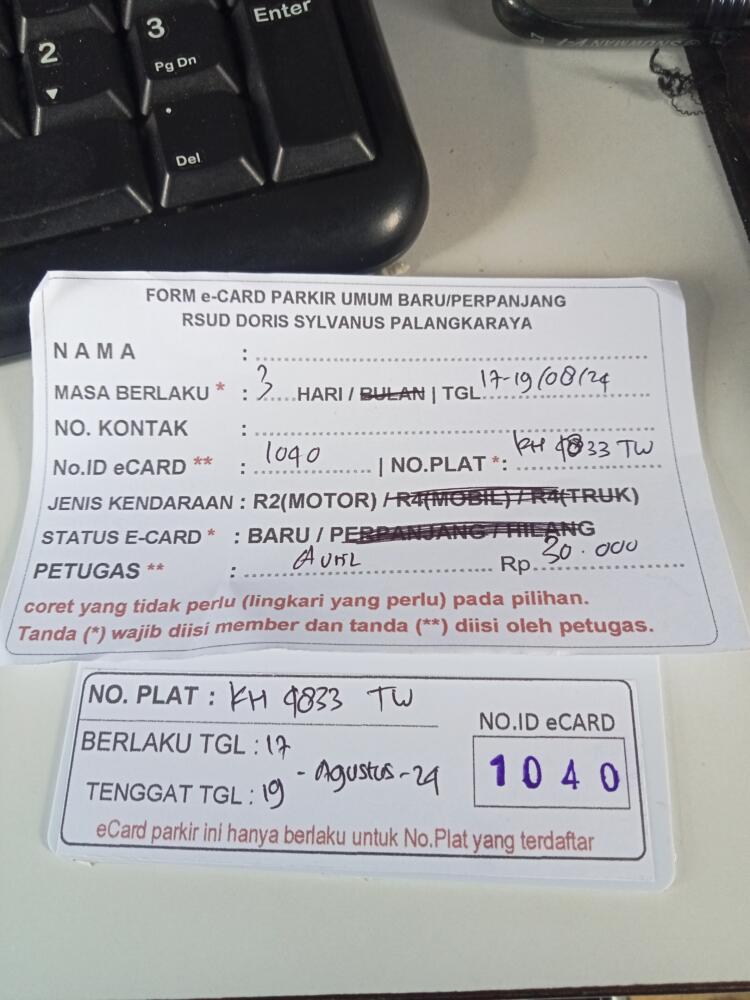 Enter
2
3
Pg Dn
.
Del
FORM e-CARD PARKIR UMUM BARU/PERPANJANG
RSUD DORIS SYLVANUS PALANGKARAYA
NAMA :
MASA BERLAKU * : 3 HARI / BULAN | TGL 17-19/08/24
NO. KONTAK :
No.ID eCARD ** : 1040 | NO.PLAT *: KH 4833 TW
JENIS KENDARAAN : R2(MOTOR) / R4(MOBIL) / R4(TRUK)
STATUS E-CARD * : BARU / PERPANJANG / HILANG
PETUGAS ** : Rp. 30.000
coret yang tidak perlu (lingkari yang perlu) pada pilihan.
Tanda (*) wajib diisi member dan tanda (**) diisi oleh petugas.
NO. PLAT : KH 4833 TW
NO.ID eCARD
1040
BERLAKU TGL : 17
- Agustus - 24
TENGGAT TGL : 19
eCard parkir ini hanya berlaku untuk No.Plat yang terdaftar